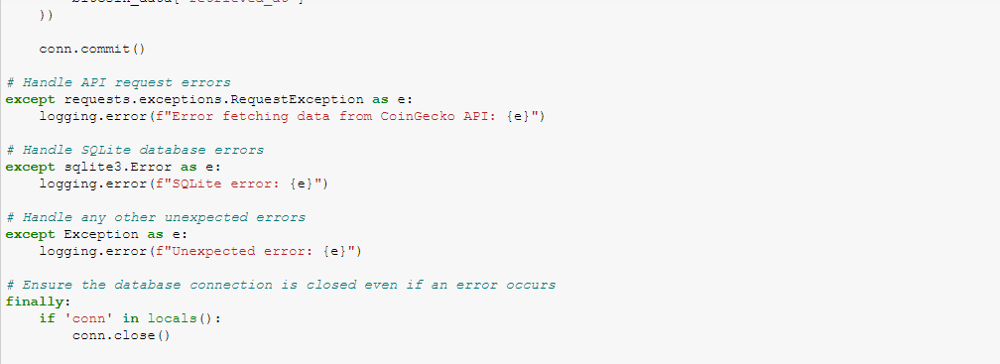 ))
conn.commit()
# Handle API request errors
except requests.exceptions.RequestException as e:
logging.error(f"Error fetching data from CoinGecko API: {e}")
# Handle SQLite database errors
except sqlite3.Error as e:
logging.error(f"SQLite error: {e}")
# Handle any other unexpected errors
except Exception as e:
logging.error(f"Unexpected error: {e}")
# Ensure the database connection is closed even if an error occurs
finally:
if 'conn' in locals():
conn.close()